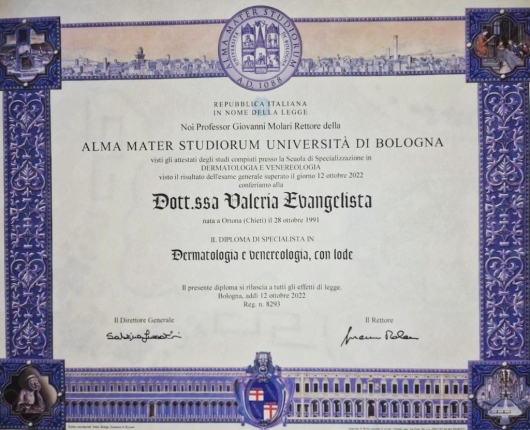 ALMA MATER STUDIORUM
A.D. 1088
REPUBBLICA ITALIANA
IN NOME DELLA LEGGE
Noi Professor Giovanni Molari Rettore della
ALMA MATER STUDIORUM UNIVERSITÀ DI BOLOGNA
visti gli attestati degli studi compiuti presso la Scuola di Specializzazione in
DERMATOLOGIA E VENEREOLOGIA
visto il risultato dell'esame generale superato il giorno 12 ottobre 2022
conferiamo alla
Dott.ssa Valeria Evangelista
nata a Ortona (Chieti) il 28 ottobre 1991
IL DIPLOMA DI SPECIALISTA IN
Dermatologia e venereologia, con lode
Il presente diploma si rilascia a tutti gli effetti di legge.
Bologna, addì 12 ottobre 2022
Reg. n. 8293
Il Direttore Generale
Il Rettore